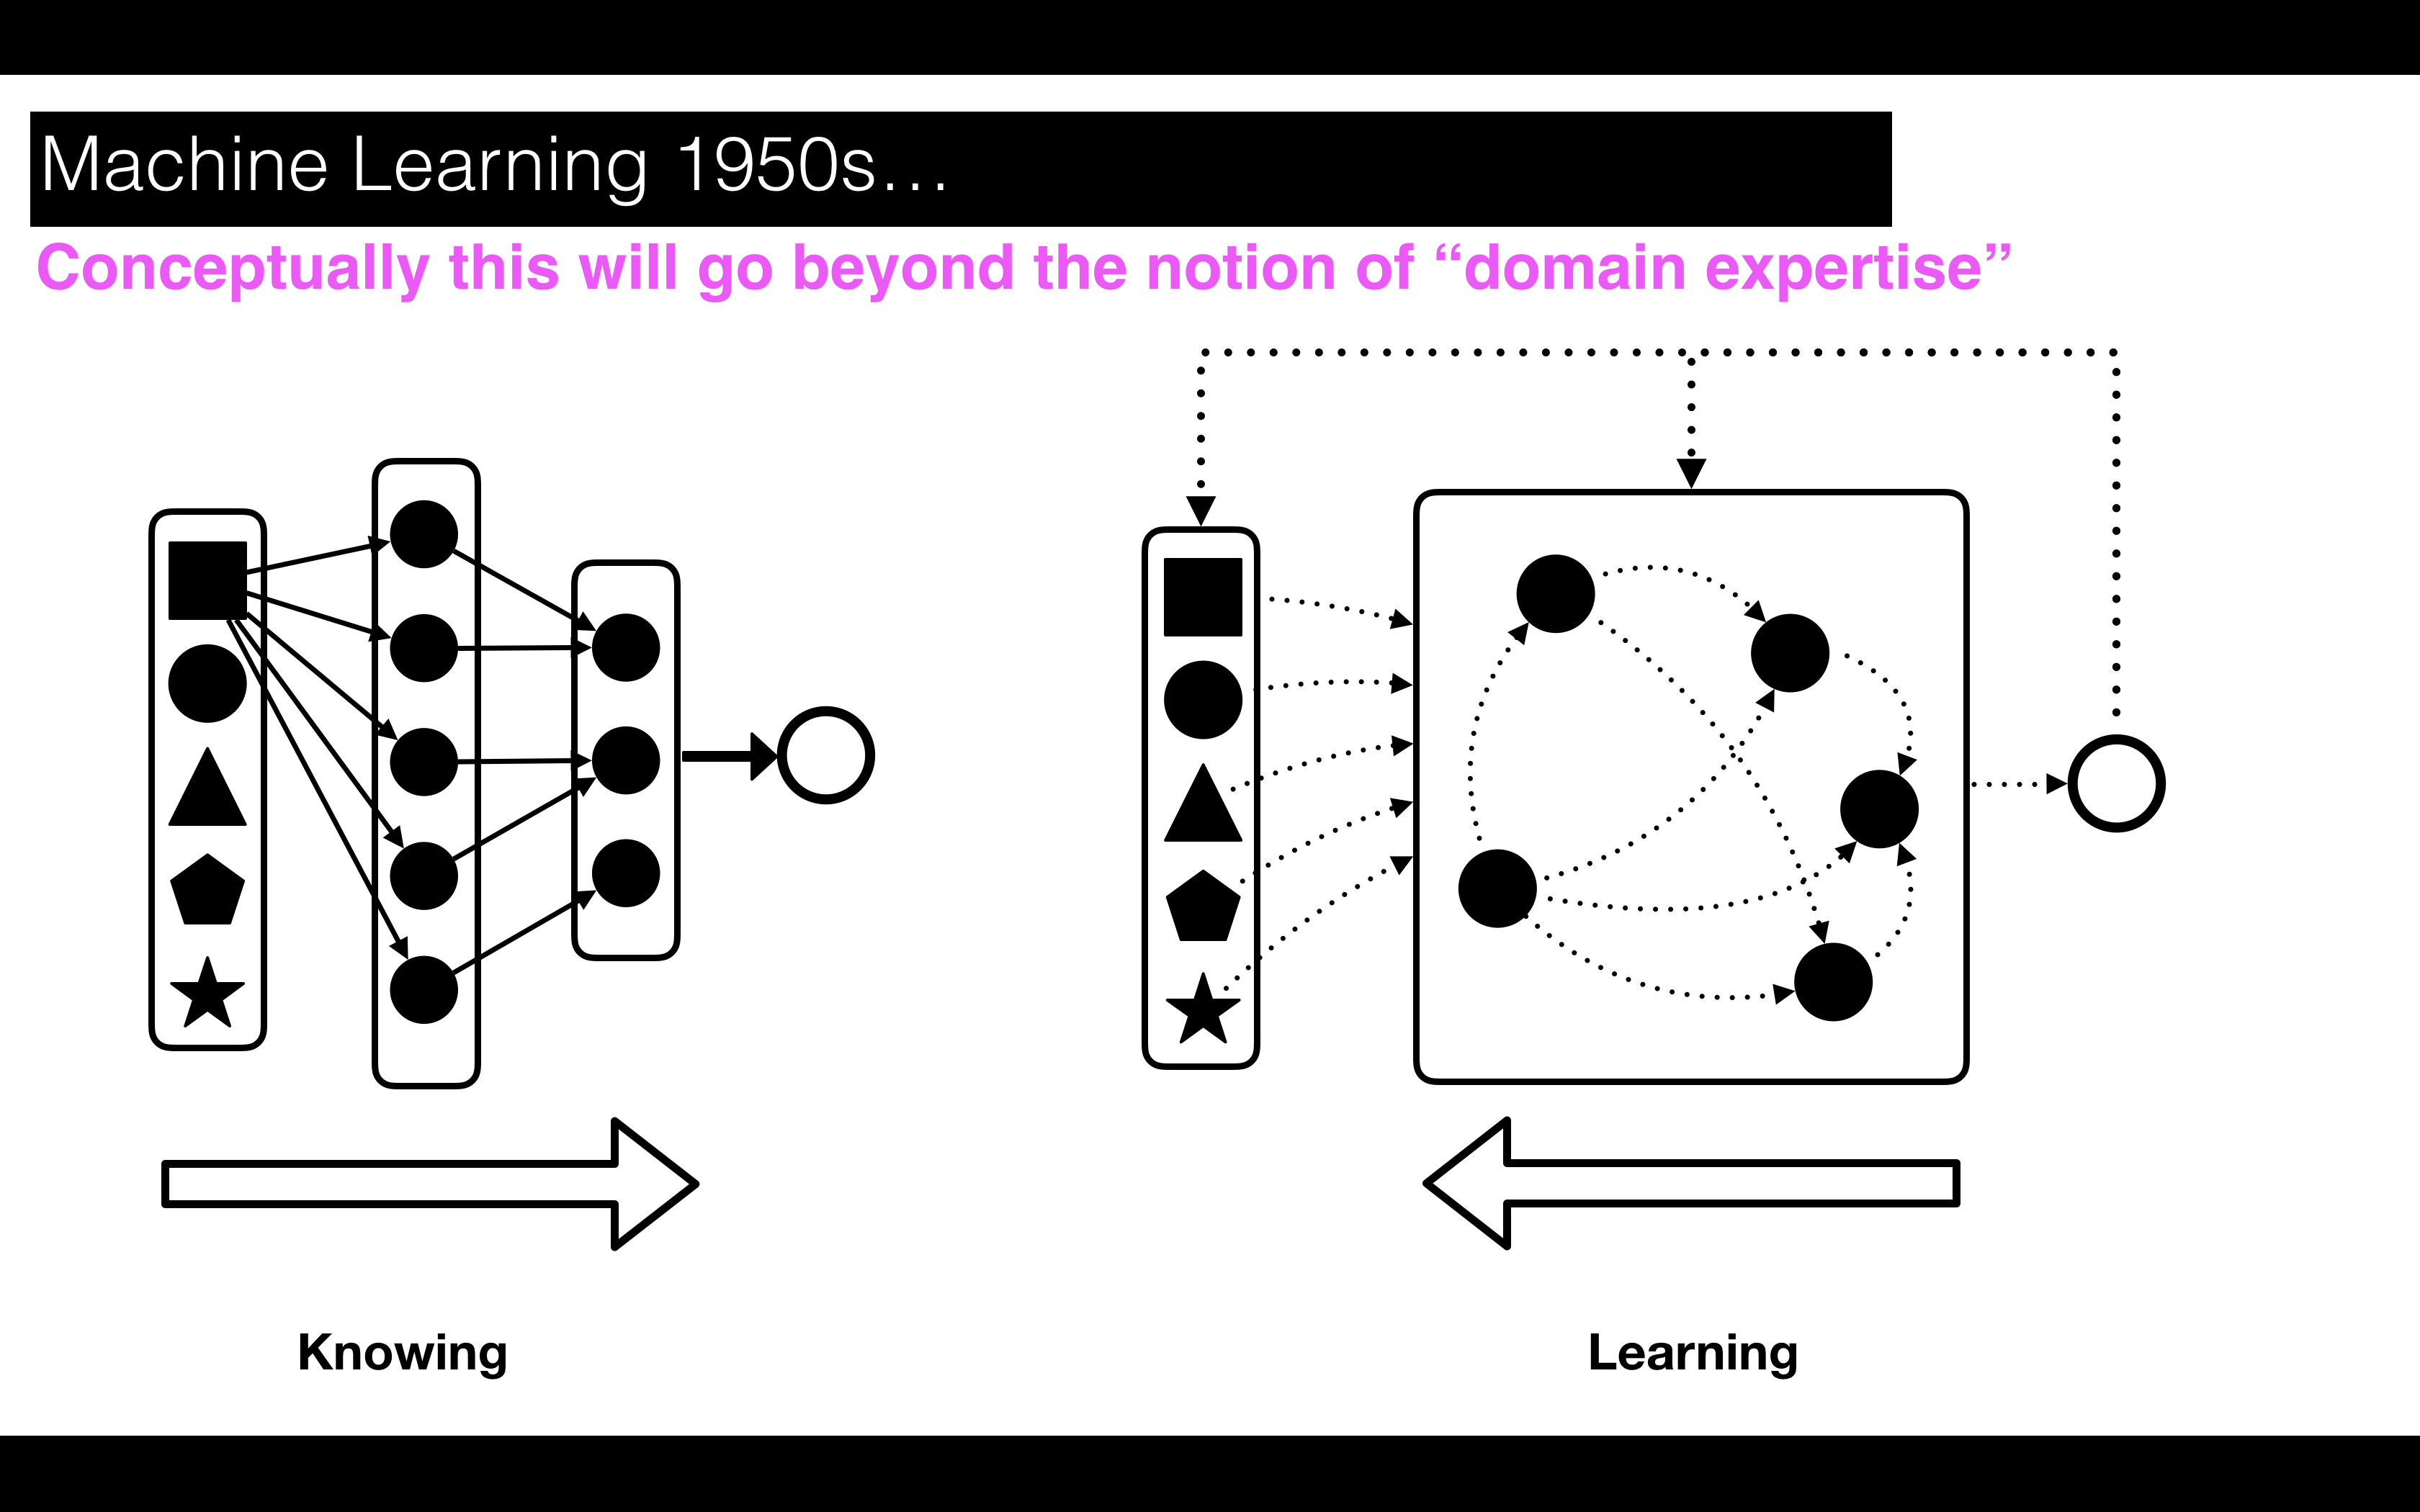 Machine Learning 1950s…
Conceptually this will go beyond the notion of “domain expertise”
Knowing
Learning